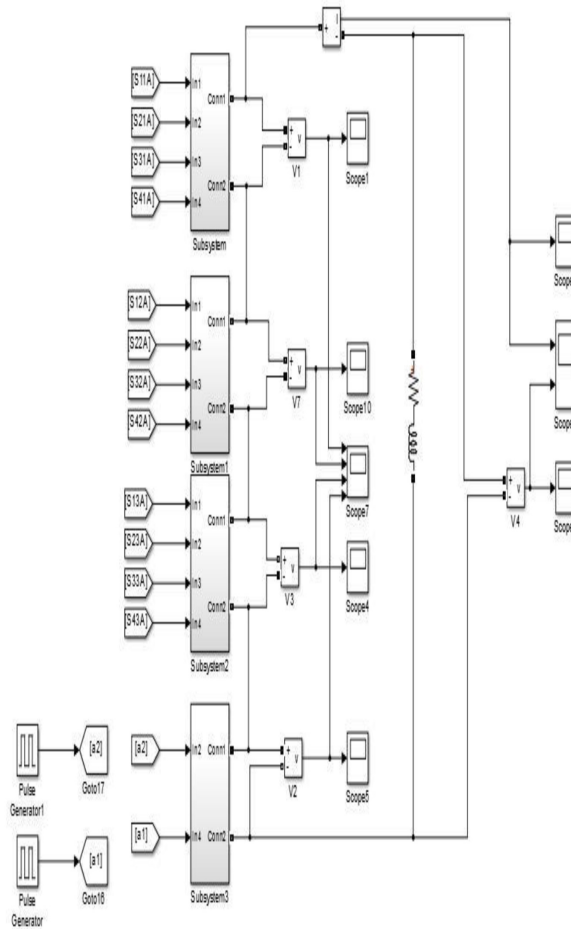 [S11A]
[S21A]
[S31A]
[S41A]
In1
In2
In3
In4
Conn1
Conn2
Subsystem
+
-
v
V1
Scope1
+
i
-
[S12A]
[S22A]
[S32A]
[S42A]
In1
In2
In3
In4
Conn1
Conn2
Subsystem1
+
-
v
V7
Scope10
Scope7
[S13A]
[S23A]
[S33A]
[S43A]
In1
In2
In3
In4
Conn1
Conn2
Subsystem2
+
-
v
V3
Scope4
Scope
Scope
+
-
v
V4
Scope
Pulse
Generator1
[a2]
Goto17
[a2]
In2
Conn1
+
-
v
V2
Scope5
Pulse
Generator
[a1]
Goto16
[a1]
In4
Conn2
Subsystem3